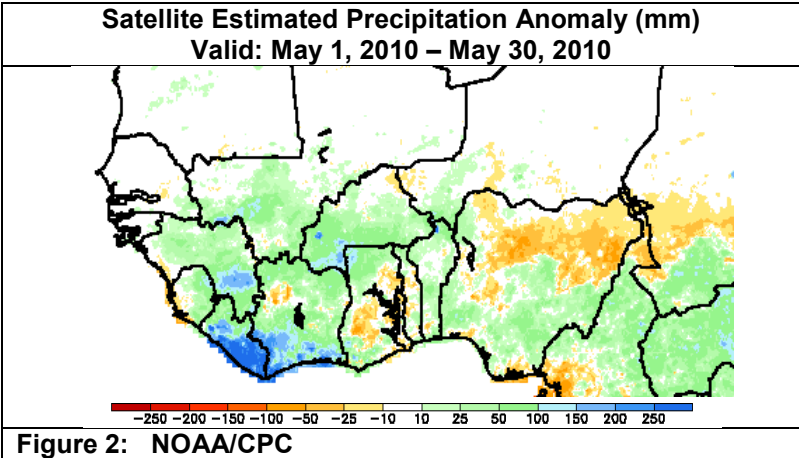 Satellite Estimated Precipitation Anomaly (mm)
Valid: May 1, 2010 – May 30, 2010
−250 −200 −150 −100 −50 −25 −10 10 25 50 100 150 200 250
Figure 2: NOAA/CPC